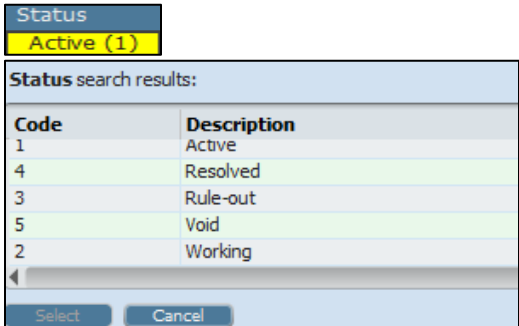 Status
Active (1)
Status search results:
Code Description
1 Active
4 Resolved
3 Rule-out
5 Void
2 Working
Select Cancel